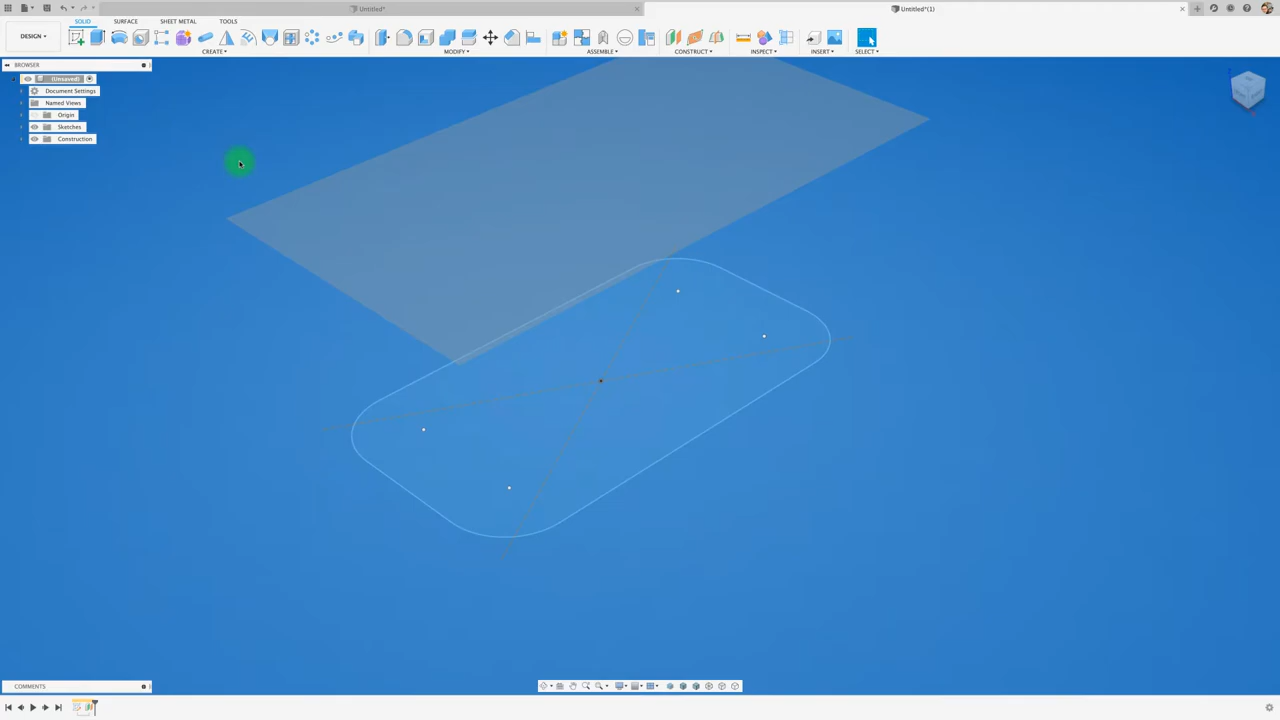 Untitled*
Untitled*(1)
DESIGN
SOLID
SURFACE
SHEET METAL
TOOLS
CREATE
MODIFY
ASSEMBLE
CONSTRUCT
INSPECT
INSERT
SELECT
BROWSER
(Unsaved)
Document Settings
Named Views
Origin
Sketches
Construction
COMMENTS